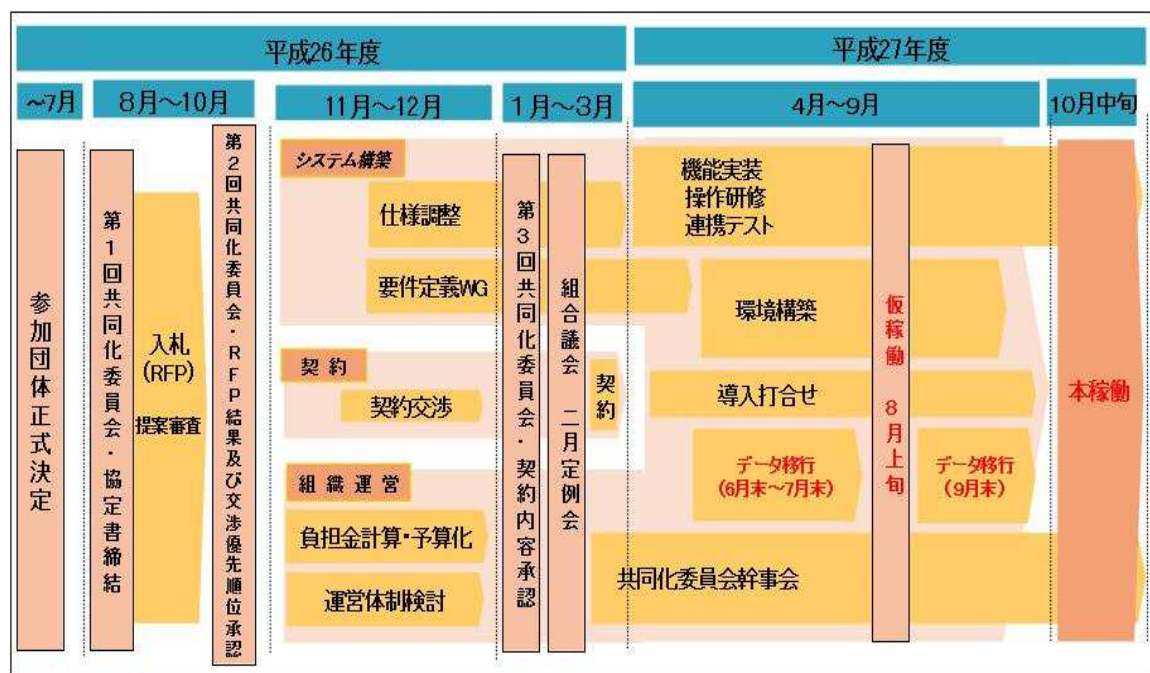 平成26年度
平成27年度
～7月
8月～10月
11月～12月
1月～3月
4月～9月
10月中旬
参加団体正式決定
第1回共同化委員会・協定書締結
入札
(RFP)
提案審査
第2回共同化委員会・RFP結果及び交渉優先順位承認
システム構築
仕様調整
要件定義WG
契約
契約交渉
組織運営
負担金計算・予算化
運営体制検討
第3回共同化委員会・契約内容承認
組合議会 二月定例会
契約
機能実装
操作研修
連携テスト
環境構築
導入打合せ
データ移行
(6月末～7月末)
仮稼働 8月上旬
データ移行
(9月末)
共同化委員会幹事会
本稼働